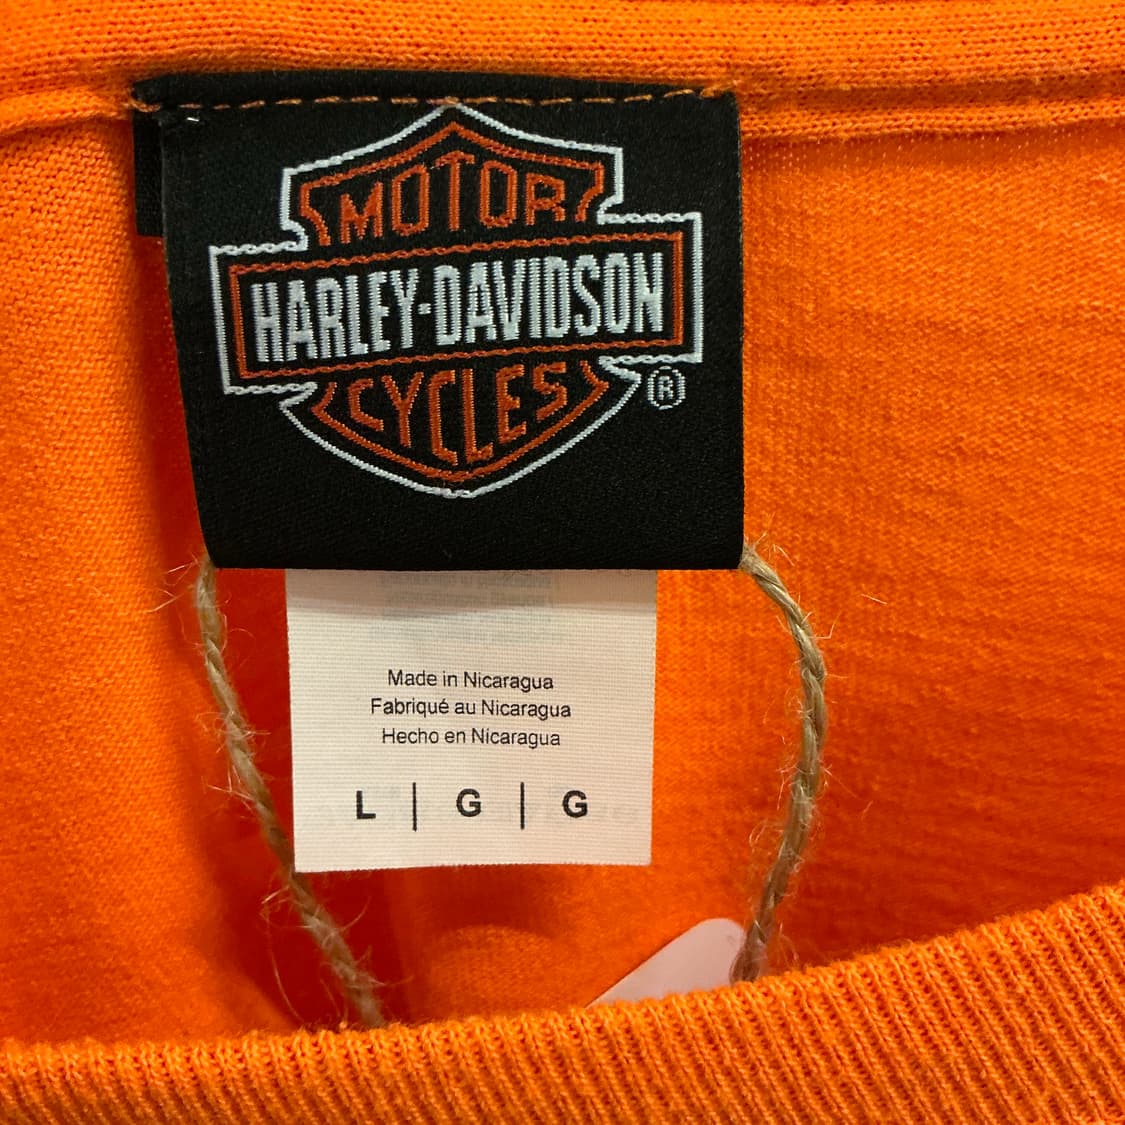 MOTOR
HARLEY-DAVIDSON
CYCLES
®
Made in Nicaragua
Fabriqué au Nicaragua
Hecho en Nicaragua
L | G | G